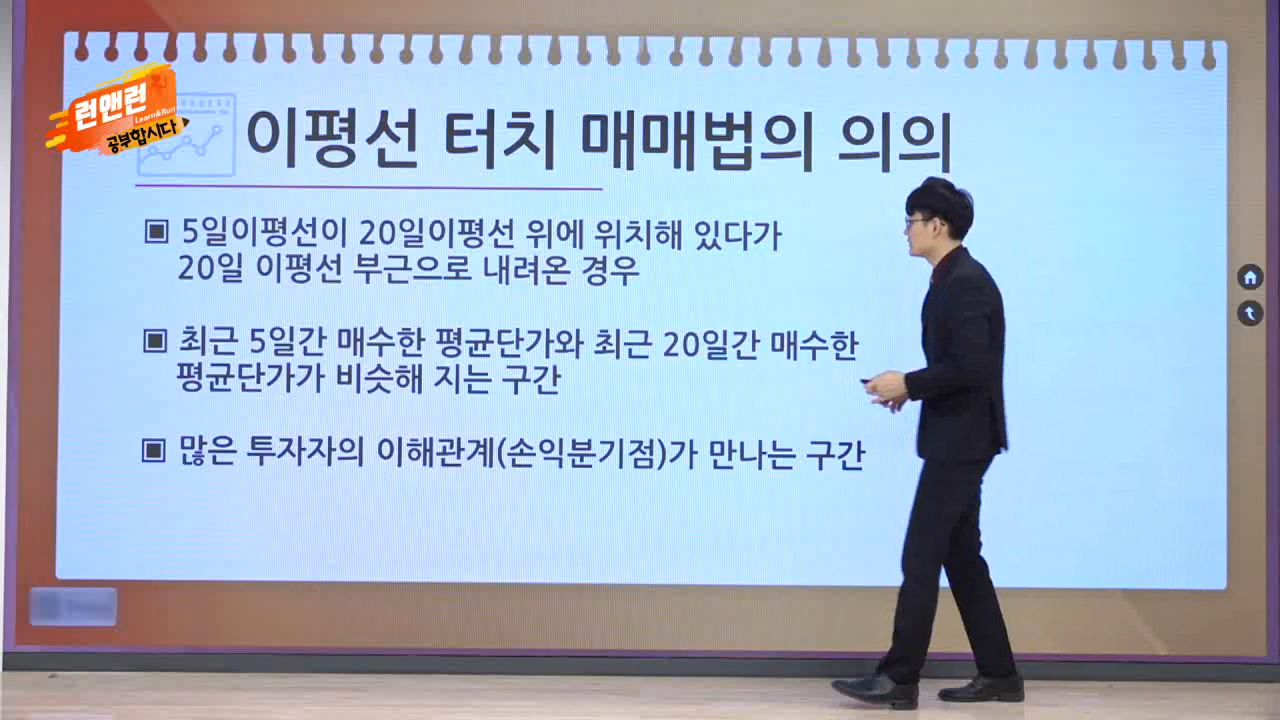 런앤런
Learn&Run
공부합시다
이평선 터치 매매법의 의의
▣ 5일이평선이 20일이평선 위에 위치해 있다가
20일 이평선 부근으로 내려온 경우
▣ 최근 5일간 매수한 평균단가와 최근 20일간 매수한
평균단가가 비슷해 지는 구간
▣ 많은 투자자의 이해관계(손익분기점)가 만나는 구간